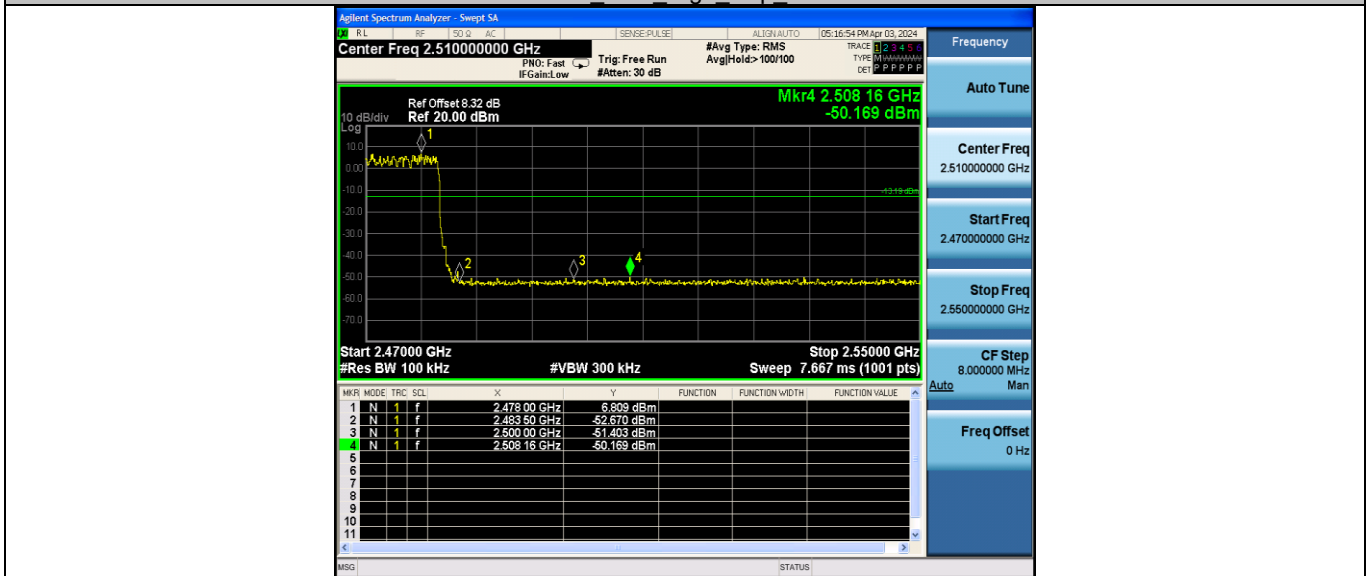 Agilent Spectrum Analyzer - Swept SA
RL RF 50 Ω AC SENSE:PULSE ALIGN AUTO 05:16:54 PM Apr 03, 2024
Center Freq 2.510000000 GHz
PNO: Fast
IFGain:Low
Trig: Free Run
#Atten: 30 dB
#Avg Type: RMS
Avg|Hold:>100/100
TRACE 1 2 3 4 5 6
TYPE M
DET P P P P P P
Frequency
Auto Tune
Center Freq
2.510000000 GHz
Start Freq
2.470000000 GHz
Stop Freq
2.550000000 GHz
CF Step
8.000000 MHz
Auto Man
Freq Offset
0 Hz
Mkr4 2.508 16 GHz
-50.169 dBm
Ref Offset 8.32 dB
10 dB/div Ref 20.00 dBm
Log
10.0
0.00
-10.0
-20.0
-30.0
-40.0
-50.0
-60.0
-70.0
-13.19 dBm
1
2
3
4
Start 2.47000 GHz Stop 2.55000 GHz
#Res BW 100 kHz #VBW 300 kHz Sweep 7.667 ms (1001 pts)
MKR MODE TRC SCL X Y FUNCTION FUNCTION WIDTH FUNCTION VALUE
1 N 1 f 2.478 00 GHz 6.809 dBm
2 N 1 f 2.483 50 GHz -52.670 dBm
3 N 1 f 2.500 00 GHz -51.403 dBm
4 N 1 f 2.508 16 GHz -50.169 dBm
5
6
7
8
9
10
11
MSG STATUS